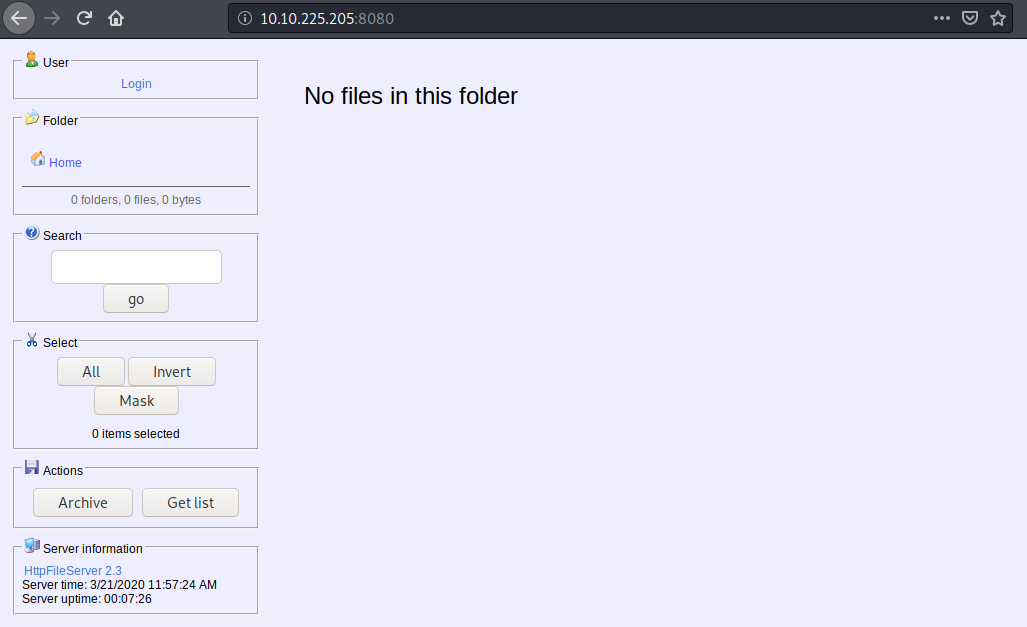 10.10.225.205:8080
User
Login
No files in this folder
Folder
Home
0 folders, 0 files, 0 bytes
Search
go
Select
All Invert
Mask
0 items selected
Actions
Archive Get list
Server information
HttpFileServer 2.3
Server time: 3/21/2020 11:57:24 AM
Server uptime: 00:07:26